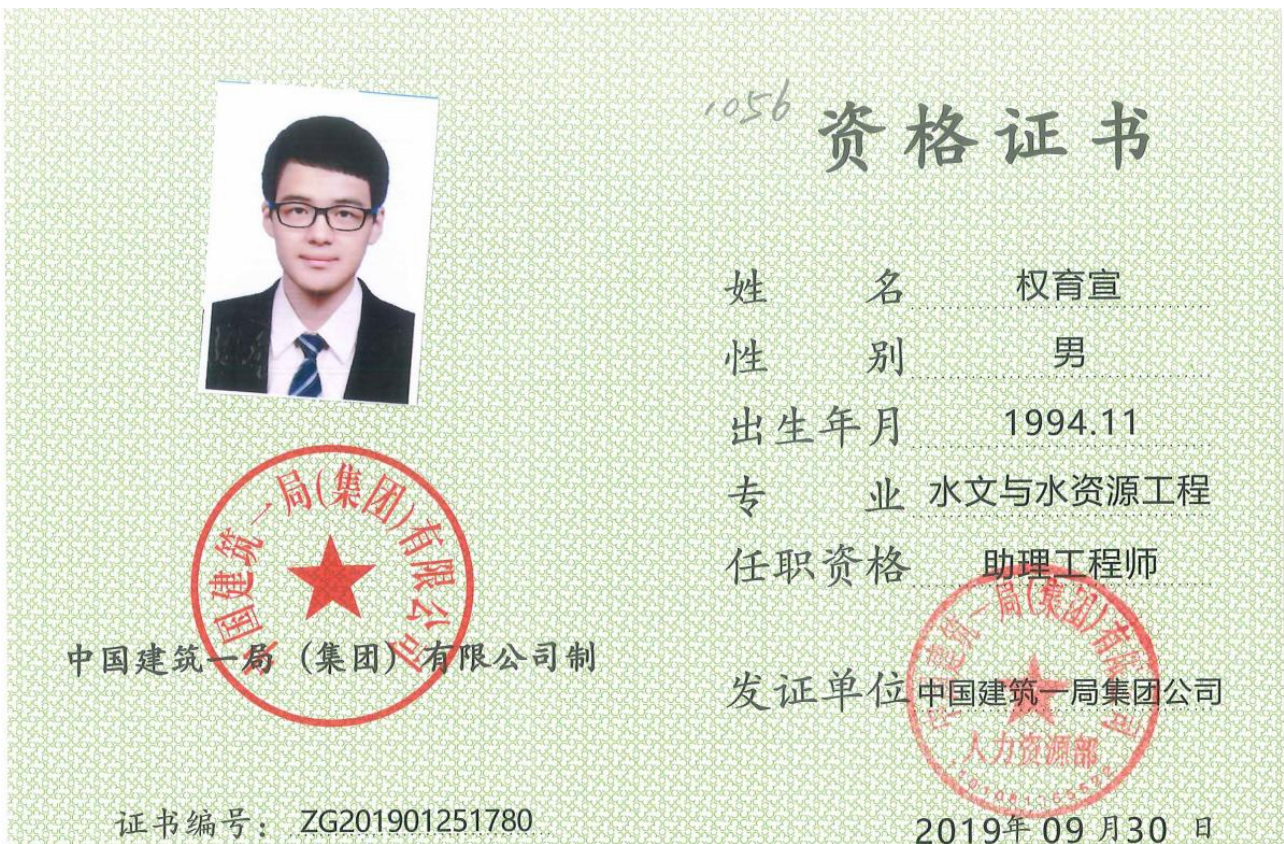 1056
资格证书
姓名 权育宣
性别 男
出生年月 1994.11
专业 水文与水资源工程
任职资格 助理工程师
发证单位 中国建筑一局集团公司
2019年09月30日
中国建筑一局(集团)有限公司
中国建筑一局（集团）有限公司制
证书编号：ZG201901251780
中国建筑一局(集团)有限公司
人力资源部